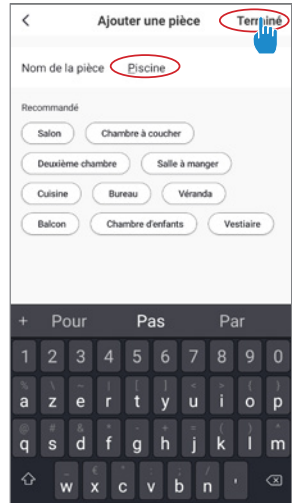 Ajouter une pièce Terminé
Nom de la pièce Piscine
Recommandé
Salon Chambre à coucher
Deuxième chambre Salle à manger
Cuisine Bureau Véranda
Balcon Chambre d'enfants Vestiaire
+ Pour Pas Par
1 2 3 4 5 6 7 8 9 0
a z e r t y u i o p
q s d f g h j k l m
w x c v b n '